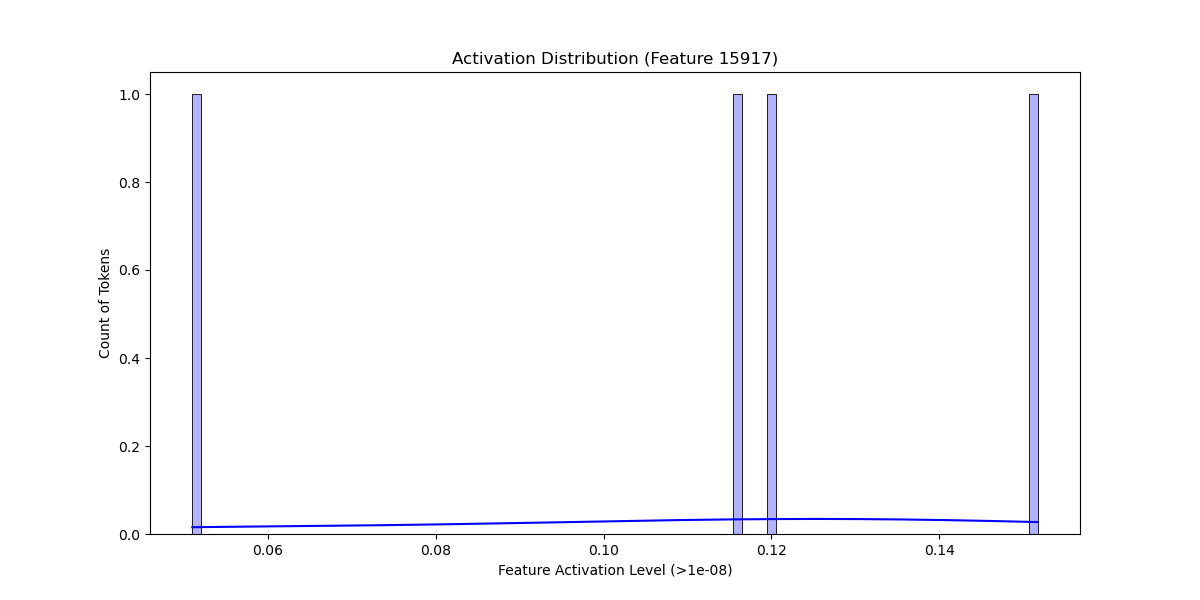 Activation Distribution (Feature 15917)
Count of Tokens
1.0
0.8
0.6
0.4
0.2
0.0
0.06 0.08 0.10 0.12 0.14
Feature Activation Level (>1e-08)